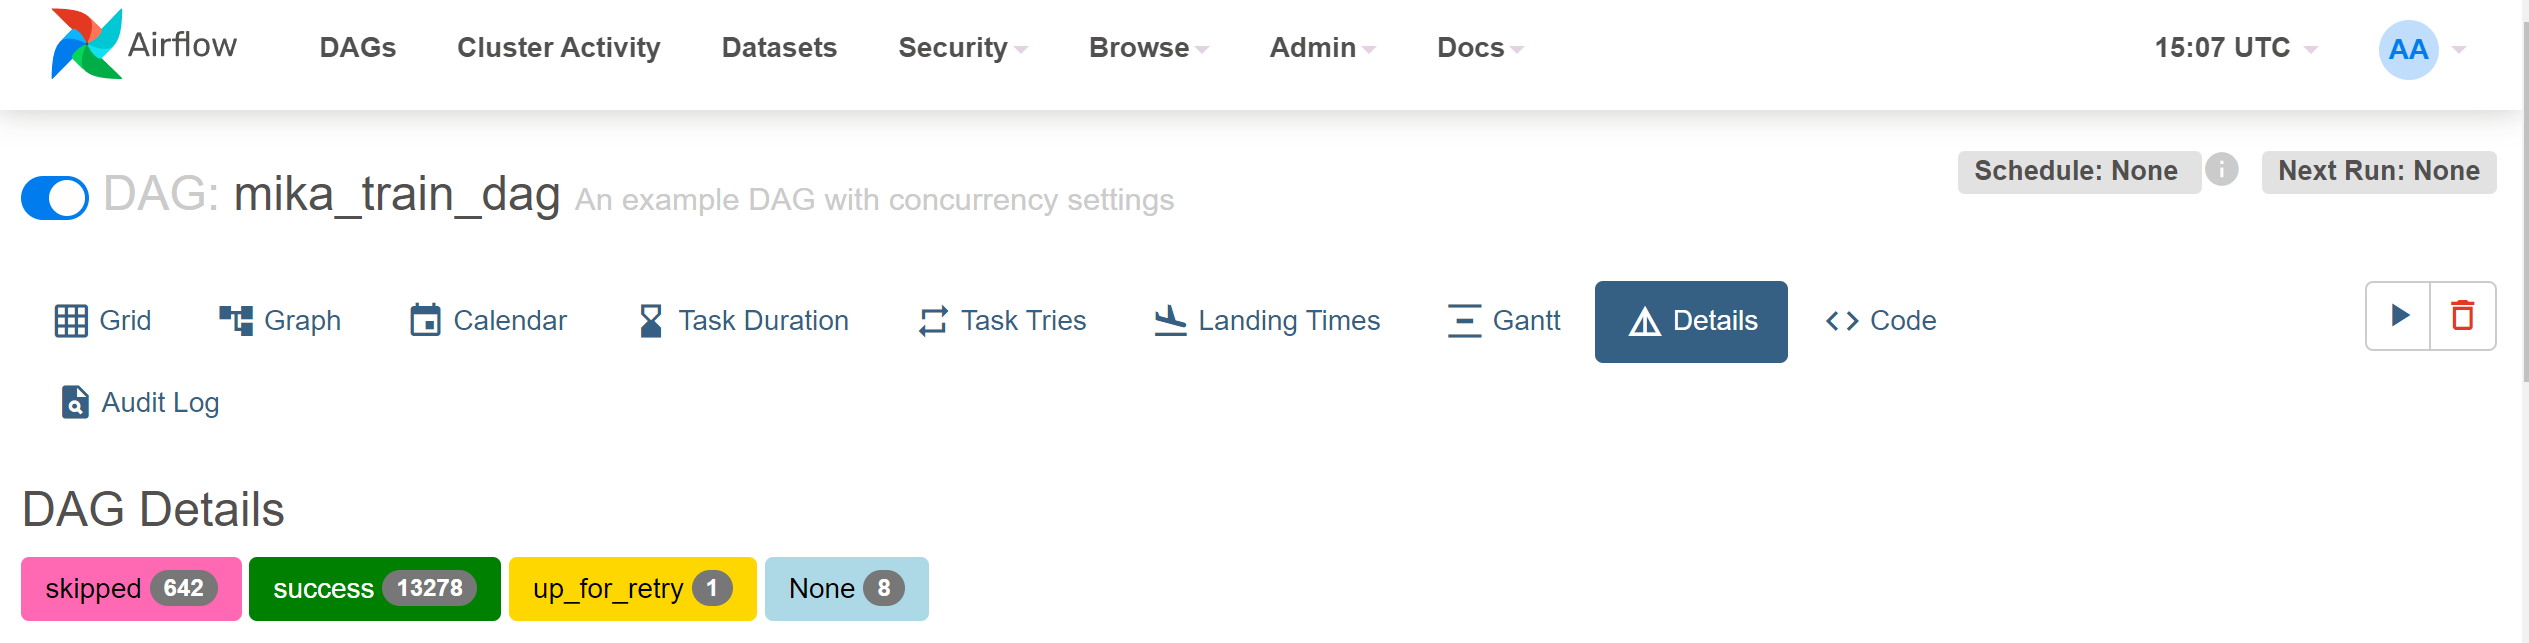 Airflow DAGs Cluster Activity Datasets Security Browse Admin Docs 15:07 UTC AA
Schedule: None i Next Run: None
DAG: mika_train_dag An example DAG with concurrency settings
Grid Graph Calendar Task Duration Task Tries Landing Times Gantt Details Code
Audit Log
DAG Details
skipped 642 success 13278 up_for_retry 1 None 8